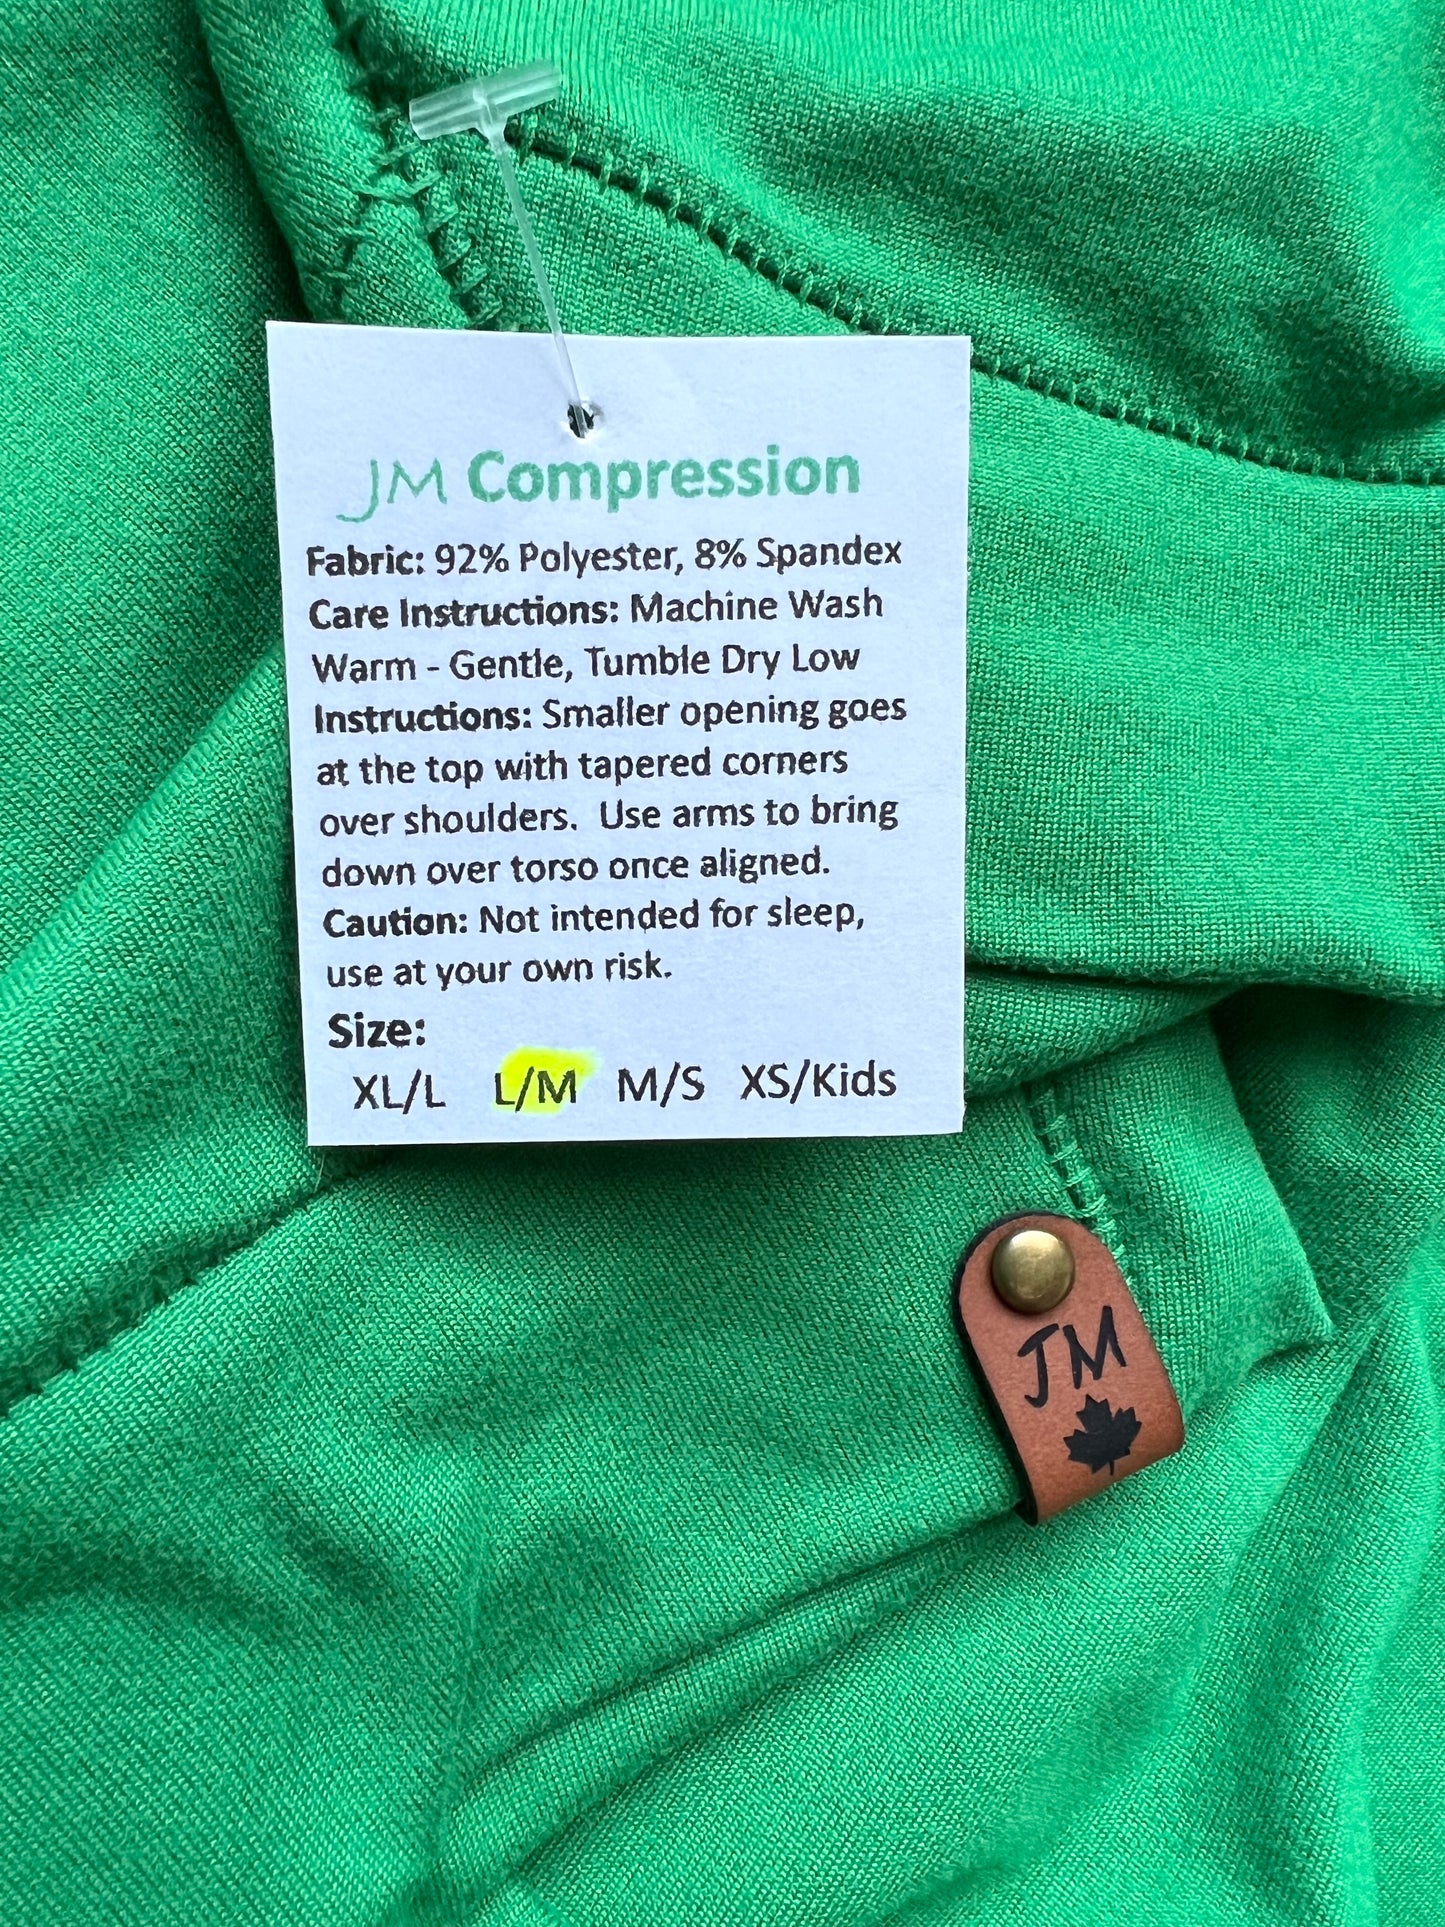 JM Compression
Fabric: 92% Polyester, 8% Spandex
Care Instructions: Machine Wash
Warm - Gentle, Tumble Dry Low
Instructions: Smaller opening goes
at the top with tapered corners
over shoulders.  Use arms to bring
down over torso once aligned.
Caution: Not intended for sleep,
use at your own risk.
Size:
XL/L L/M M/S XS/Kids
JM